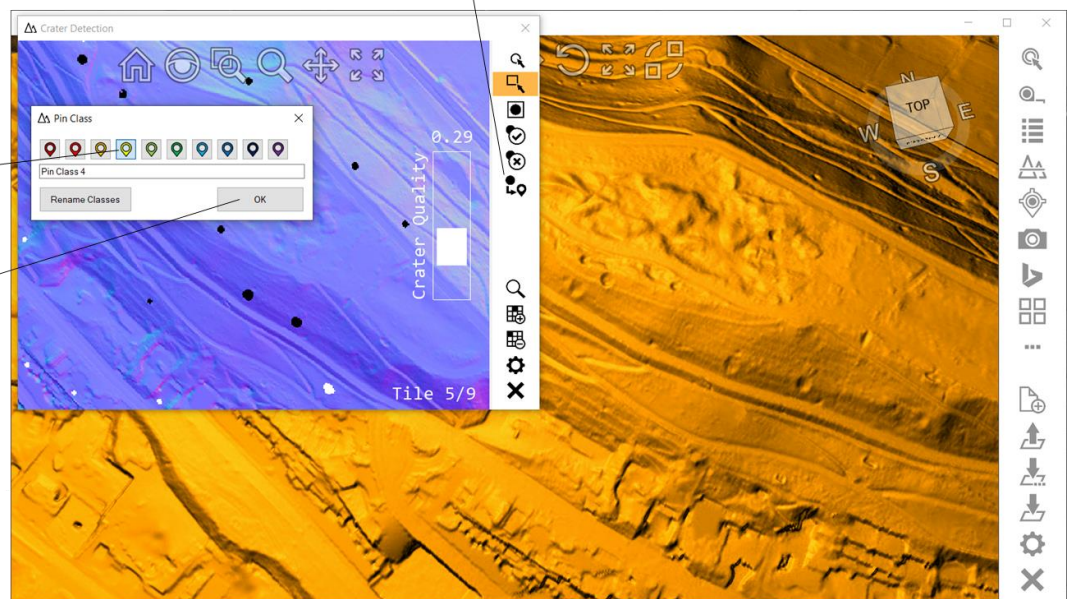 Crater Detection
Pin Class
Pin Class 4
Rename Classes
OK
0.29
Crater Quality
Tile 5/9
N
TOP
E
W
S